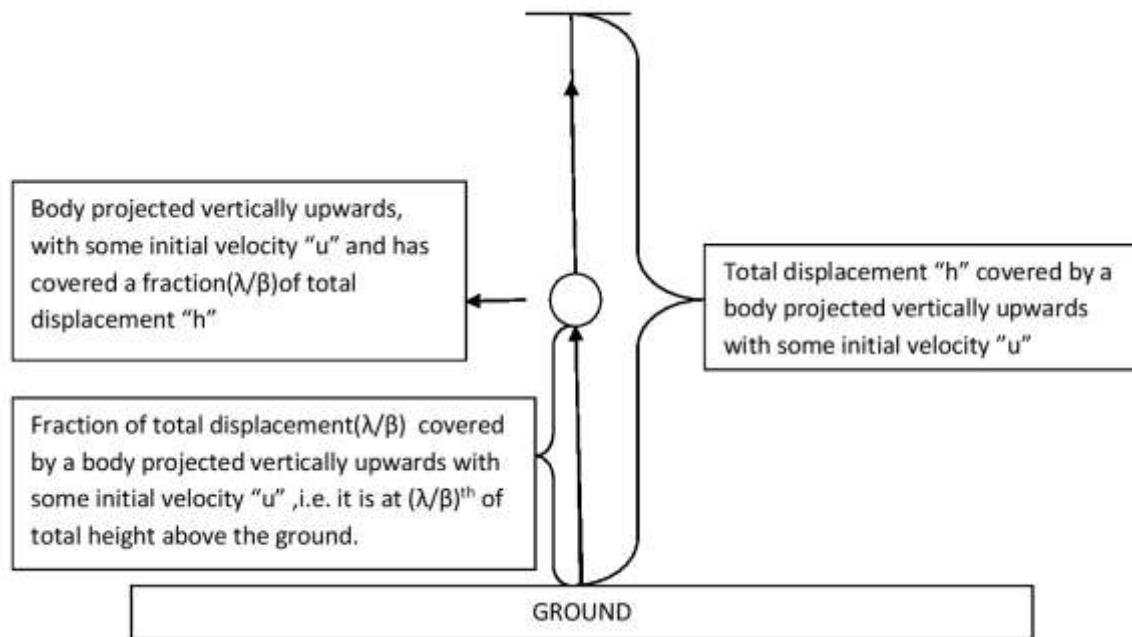 Body projected vertically upwards,
with some initial velocity “u” and has
covered a fraction(λ/β)of total
displacement “h”
Total displacement “h” covered by a
body projected vertically upwards
with some initial velocity ”u”
Fraction of total displacement(λ/β)  covered
by a body projected vertically upwards with
some initial velocity “u” ,i.e. it is at (λ/β)th of
total height above the ground.
GROUND